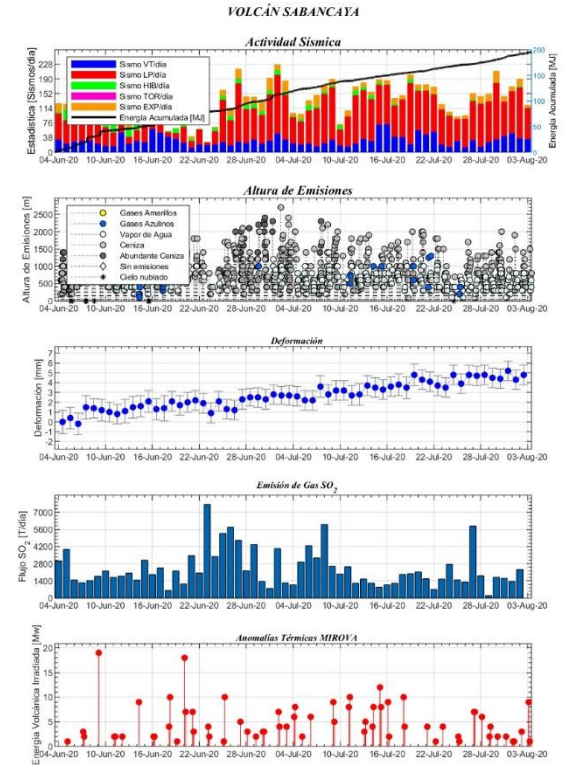 VOLCÁN SABANCAYA
Actividad Sísmica
Estadística [Sismos/día]
228
190
152
114
76
38
0
Sismo VT/día
Sismo LP/día
Sismo HIB/día
Sismo TOR/día
Sismo EXP/día
Energía Acumulada [MJ]
200
150
100
50
0
Energía Acumulada [MJ]
04-Jun-20 10-Jun-20 16-Jun-20 22-Jun-20 28-Jun-20 04-Jul-20 10-Jul-20 16-Jul-20 22-Jul-20 28-Jul-20 03-Aug-20
Altura de Emisiones
Altura de Emisiones [m]
2500
2000
1500
1000
500
0
Gases Amarillos
Gases Azulinos
Vapor de Agua
Ceniza
Abundante Ceniza
Sin emisiones
Cielo nublado
04-Jun-20 10-Jun-20 16-Jun-20 22-Jun-20 28-Jun-20 04-Jul-20 10-Jul-20 16-Jul-20 22-Jul-20 28-Jul-20 03-Aug-20
Deformación
Deformación [mm]
7
6
5
4
3
2
1
0
-1
-2
04-Jun-20 10-Jun-20 16-Jun-20 22-Jun-20 28-Jun-20 04-Jul-20 10-Jul-20 16-Jul-20 22-Jul-20 28-Jul-20 03-Aug-20
Emisión de Gas SO2
Flujo SO2 [T/día]
7000
5600
4200
2800
1400
0
04-Jun-20 10-Jun-20 16-Jun-20 22-Jun-20 28-Jun-20 04-Jul-20 10-Jul-20 16-Jul-20 22-Jul-20 28-Jul-20 03-Aug-20
Anomalías Térmicas MIROVA
Energía Volcánica Irradiada [Mw]
20
15
10
5
0
04-Jun-20 10-Jun-20 16-Jun-20 22-Jun-20 28-Jun-20 04-Jul-20 10-Jul-20 16-Jul-20 22-Jul-20 28-Jul-20 03-Aug-20